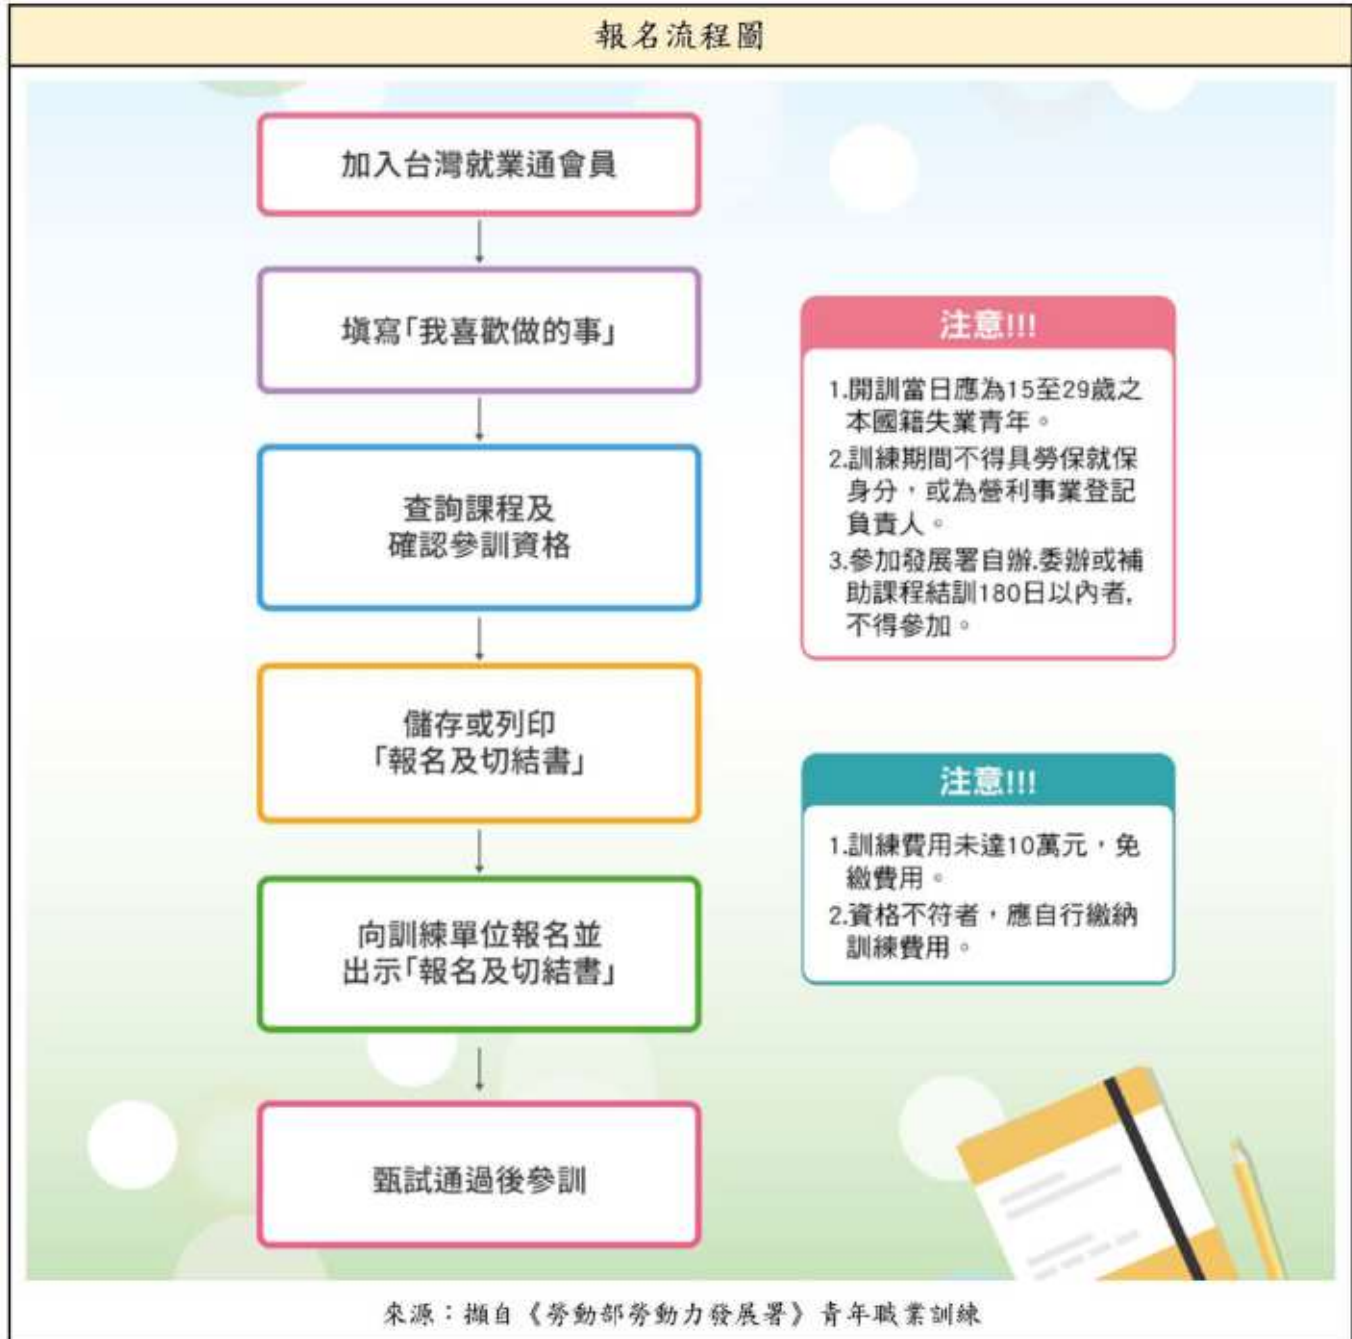 報名流程圖
加入台灣就業通會員
填寫「我喜歡做的事」
查詢課程及
確認參訓資格
儲存或列印
「報名及切結書」
向訓練單位報名並
出示「報名及切結書」
甄試通過後參訓
注意!!!
1.開訓當日應為15至29歲之
本國籍失業青年。
2.訓練期間不得具勞保就保
身分，或為營利事業登記
負責人。
3.參加發展署自辦.委辦或補
助課程結訓180日以內者,
不得參加。
注意!!!
1.訓練費用未達10萬元，免
繳費用。
2.資格不符者，應自行繳納
訓練費用。
來源：擷自《勞動部勞動力發展署》青年職業訓練